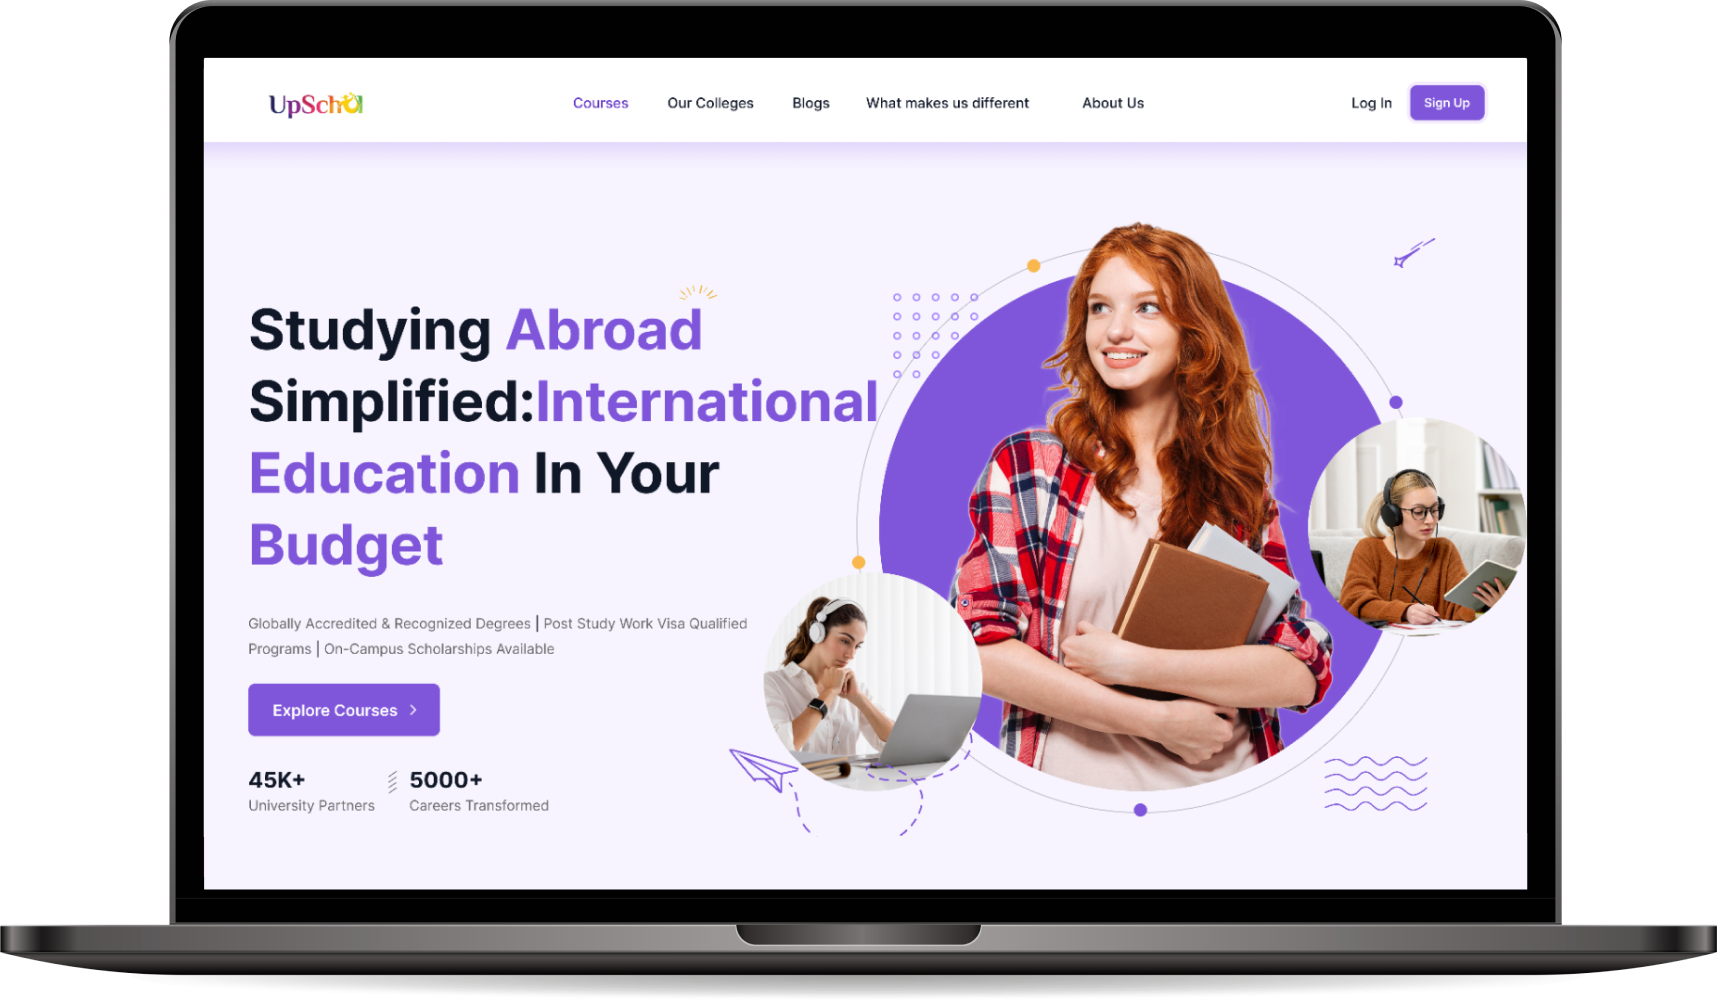 UpSchol
Courses
Our Colleges
Blogs
What makes us different
About Us
Log In
Sign Up
Studying Abroad
Simplified:International
Education In Your
Budget
Globally Accredited & Recognized Degrees | Post Study Work Visa Qualified
Programs | On-Campus Scholarships Available
Explore Courses >
45K+
University Partners
5000+
Careers Transformed